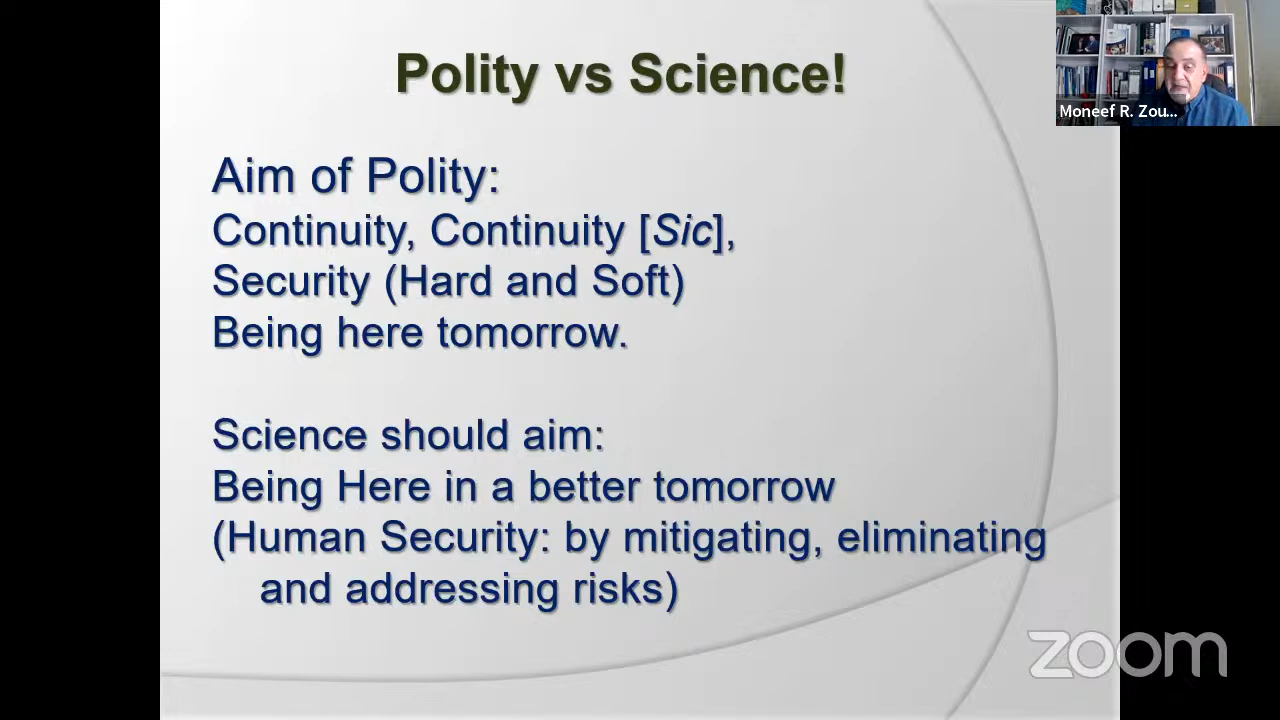 Polity vs Science!
Aim of Polity:
Continuity, Continuity [Sic],
Security (Hard and Soft)
Being here tomorrow.
Science should aim:
Being Here in a better tomorrow
(Human Security: by mitigating, eliminating
and addressing risks)
Moneef R. Zou...
zoom